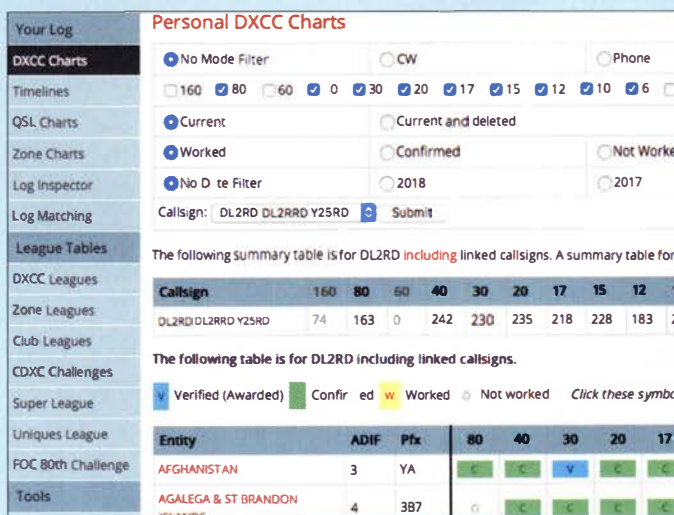 Your Log
DXCC Charts
Timelines
QSL Charts
Zone Charts
Log Inspector
Log Matching
League Tables
DXCC Leagues
Zone Leagues
Club Leagues
CDXC Challenges
Super League
Uniques League
FOC 80th Challenge
Tools
Personal DXCC Charts
No Mode Filter CW Phone
160 80 60 0 30 20 17 15 12 10 6
Current Current and deleted
Worked Confirmed Not Worke
No D te Filter 2018 2017
Callsign: DL2RD DL2RRD Y25RD Submit
The following summary table is for DL2RD including linked callsigns. A summary table for
Callsign 160 80 60 40 30 20 17 15 12
DL2RD DL2RRD Y25RD 74 163 0 242 230 235 218 228 183
The following table is for DL2RD including linked callsigns.
v Verified (Awarded) Confir ed w Worked o Not worked Click these symbo
Entity ADIF Pfx 80 40 30 20 17
AFGHANISTAN 3 YA C C V C C
AGALEGA & ST BRANDON
4 3B7 o C C C C